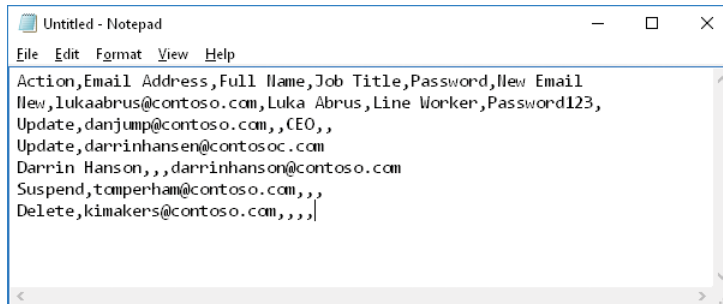 Untitled - Notepad
File Edit Format View Help
Action,Email Address,Full Name,Job Title,Password,New Email
New,lukaabrus@contoso.com,Luka Abrus,Line Worker,Password123,
Update,danjump@contoso.com,,CEO,,
Update,darrinhansen@contosoc.com
Darrin Hanson,,,darrinhanson@contoso.com
Suspend,tomperham@contoso.com,,,
Delete,kimakers@contoso.com,,,,